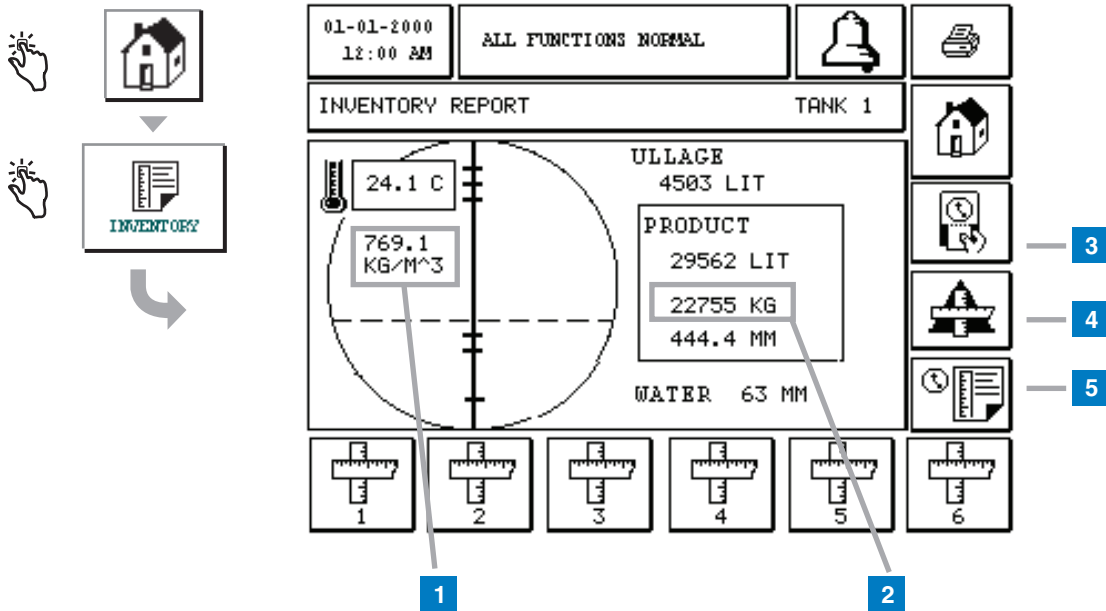 01-01-2000
12:00 AM
ALL FUNCTIONS NORMAL
INVENTORY REPORT TANK 1
INVENTORY
24.1 C
769.1
KG/M^3
ULLAGE
4503 LIT
PRODUCT
29562 LIT
22755 KG
444.4 MM
WATER 63 MM
3
4
5
1
2
3
4
5
6
1
2